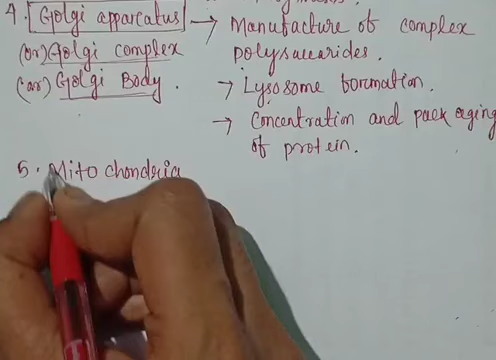 4. Golgi apparcatus → Manufacture of complex
(or) Golgi complex polysaccarides.
(or) Golgi Body. → Lysosome formation.
→ Concentration and packaging
of protein.
5. Mitochondria